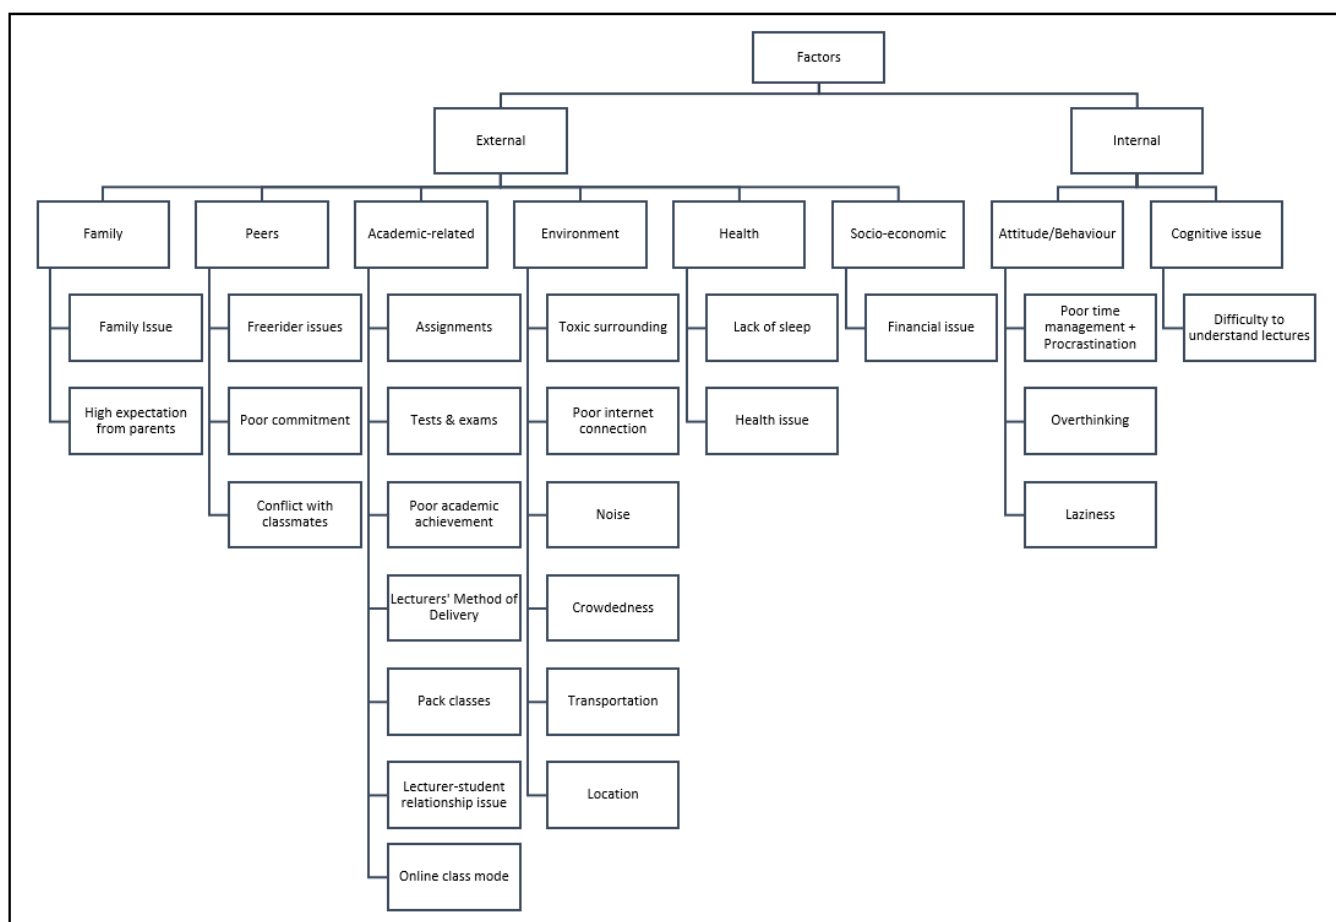 Factors
External
Internal
Family
Peers
Academic-related
Environment
Health
Socio-economic
Attitude/Behaviour
Cognitive issue
Family Issue
High expectation
from parents
Freerider issues
Poor commitment
Conflict with
classmates
Assignments
Tests & exams
Poor academic
achievement
Lecturers' Method of
Delivery
Pack classes
Lecturer-student
relationship issue
Online class mode
Toxic surrounding
Poor internet
connection
Noise
Crowdedness
Transportation
Location
Lack of sleep
Health issue
Financial issue
Poor time
management +
Procrastination
Overthinking
Laziness
Difficulty to
understand lectures